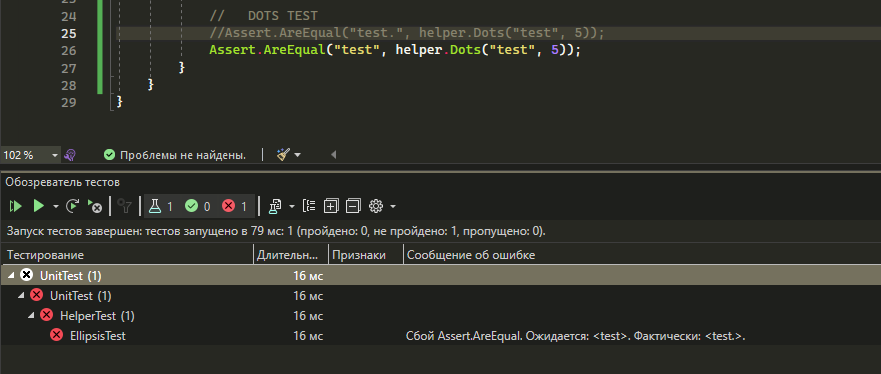 24 // DOTS TEST
25 //Assert.AreEqual("test.", helper.Dots("test", 5));
26 Assert.AreEqual("test", helper.Dots("test", 5));
27 }
28 }
29 }
102 % Проблемы не найдены.
Обозреватель тестов
1 0 1
Запуск тестов завершен: тестов запущено в 79 мс: 1 (пройдено: 0, не пройдено: 1, пропущено: 0).
Тестирование Длительн... Признаки Сообщение об ошибке
UnitTest (1) 16 мс
UnitTest (1) 16 мс
HelperTest (1) 16 мс
EllipsisTest 16 мс Сбой Assert.AreEqual. Ожидается: <test>. Фактически: <test.>.